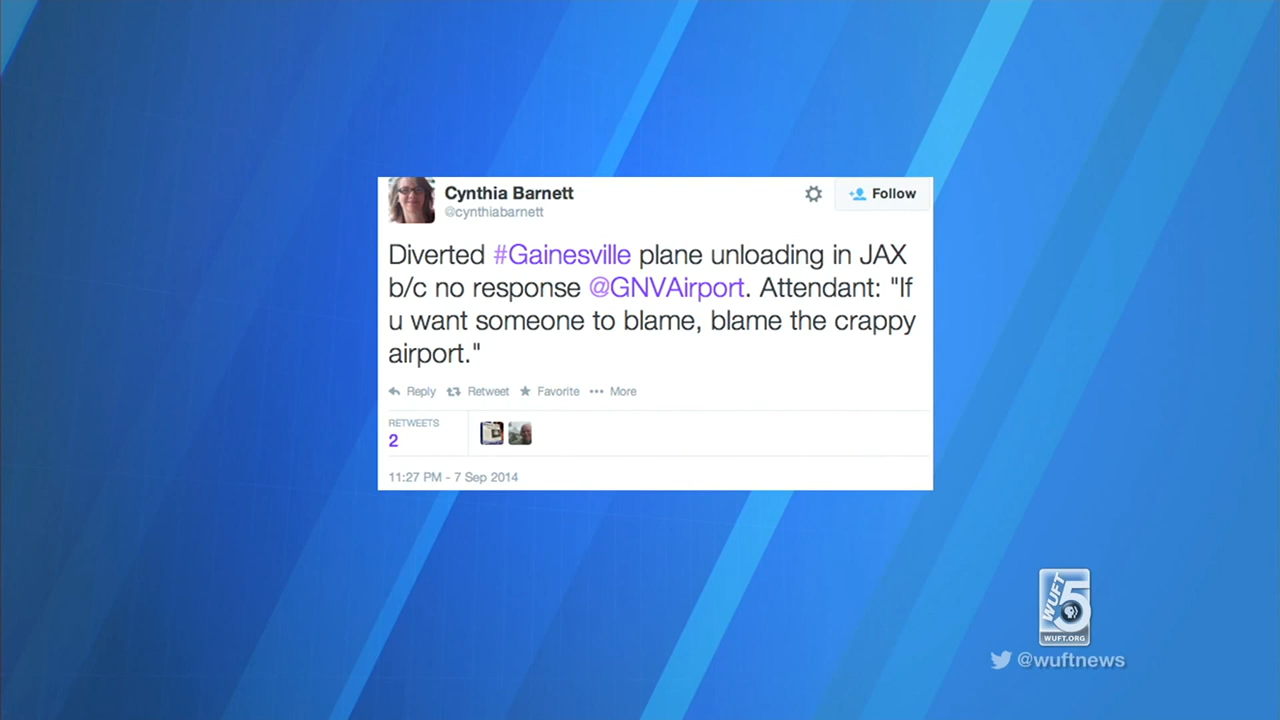 Cynthia Barnett
@cynthiabarnett
Follow
Diverted #Gainesville plane unloading in JAX
b/c no response @GNVAirport. Attendant: "If
u want someone to blame, blame the crappy
airport."
Reply Retweet Favorite More
RETWEETS
2
11:27 PM - 7 Sep 2014
WUFT 5
WUFT.ORG
@wuftnews